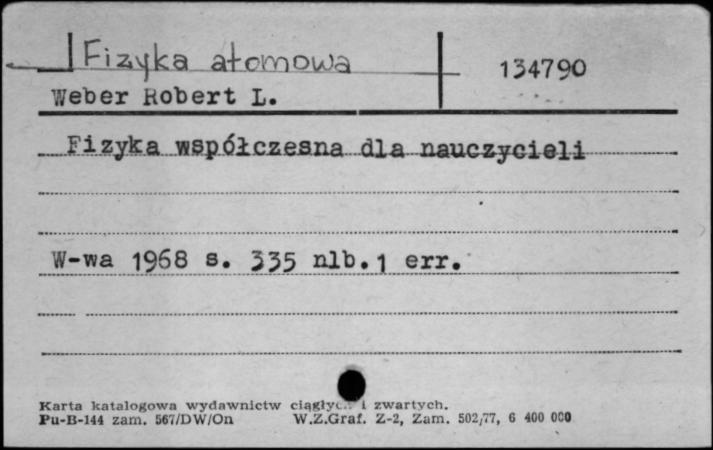 Fizyka atomowa 134790
Weber Robert L.
Fizyka współczesna dla nauczycieli
W-wa 1968 s. 335 nlb.1 err.
Karta katalogowa wydawnictw ciągłych i zwartych.
Pu-B-144 zam. 567/DW/On W.Z.Graf. Z-2, Zam. 502/77, 6 400 000